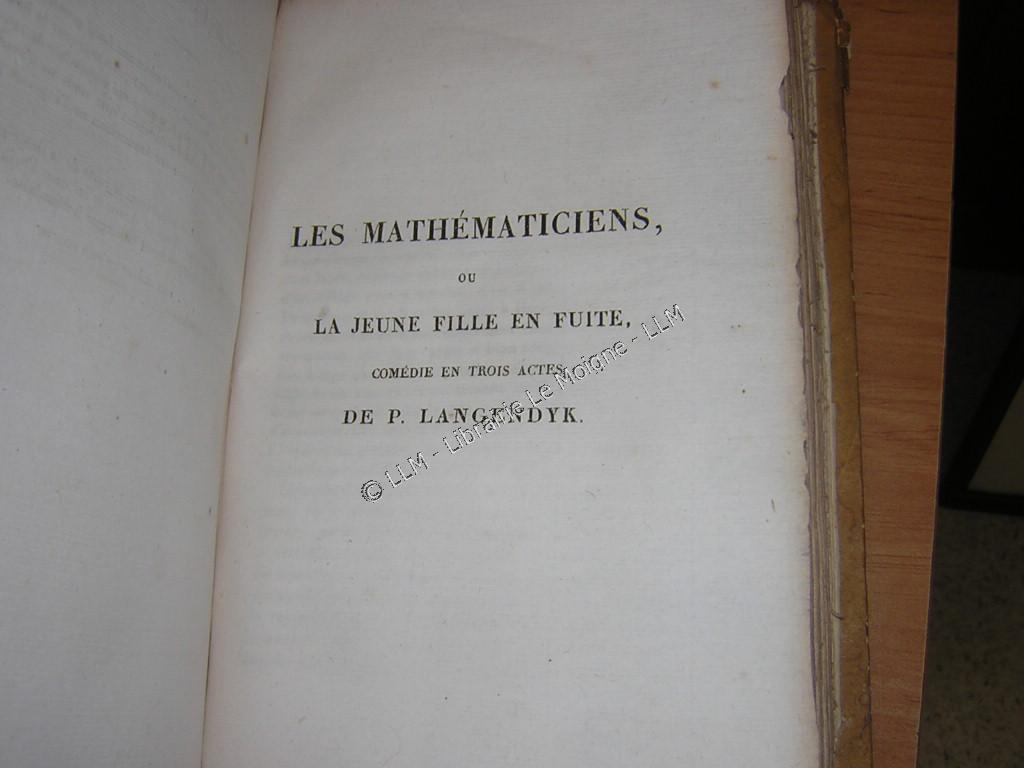 LES MATHÉMATICIENS,
OU
LA JEUNE FILLE EN FUITE,
COMÉDIE EN TROIS ACTES,
DE P. LANGENDYK.
© LLM - Librairie Le Moigne - LLM